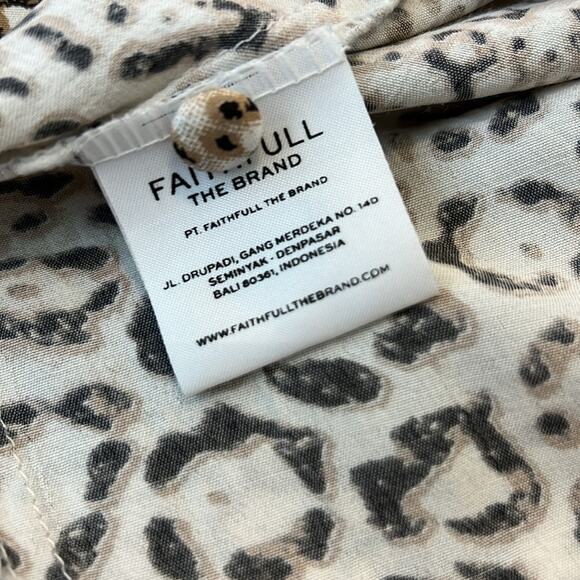 FAITHFULL
THE BRAND
PT. FAITHFULL THE BRAND
JL. DRUPADI, GANG MERDEKA NO. 14D
SEMINYAK - DENPASAR
BALI 80361, INDONESIA
WWW.FAITHFULLTHEBRAND.COM